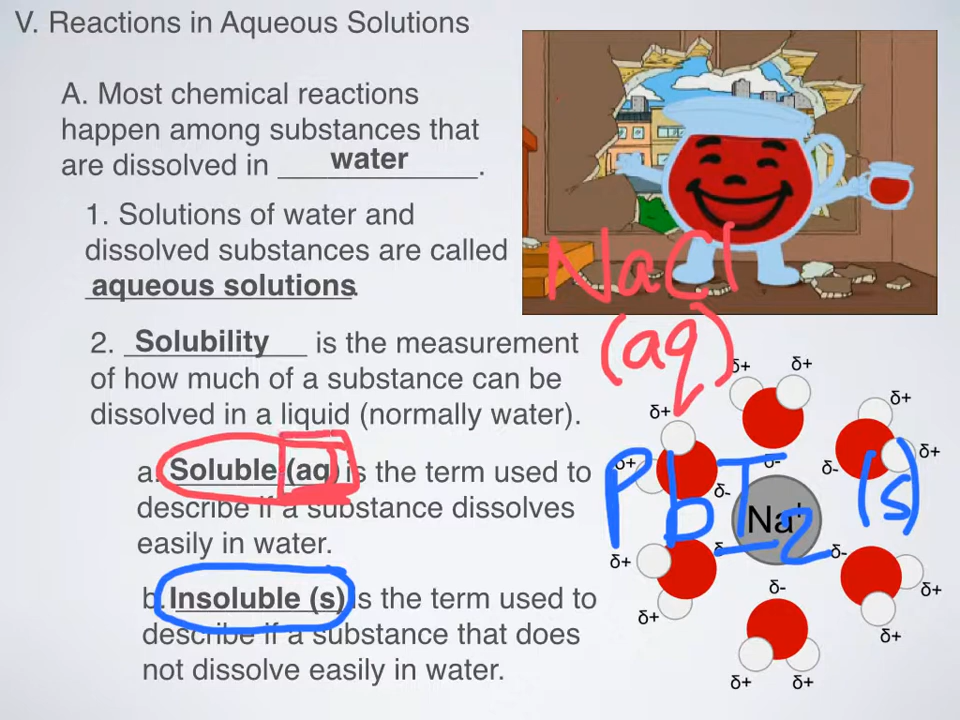 V. Reactions in Aqueous Solutions
A. Most chemical reactions
happen among substances that
are dissolved in water.
1. Solutions of water and
dissolved substances are called
aqueous solutions.
2. Solubility is the measurement
of how much of a substance can be
dissolved in a liquid (normally water).
a. Soluble (aq) is the term used to
describe if a substance dissolves
easily in water.
b. Insoluble (s) is the term used to
describe if a substance that does
not dissolve easily in water.
NaCl
(aq)
PbI2 (s)
δ+ δ+
δ+ δ+
δ+ δ- δ- δ+
δ-
Na+
δ- δ-
δ+ δ- δ+
δ+ δ+
δ+ δ+